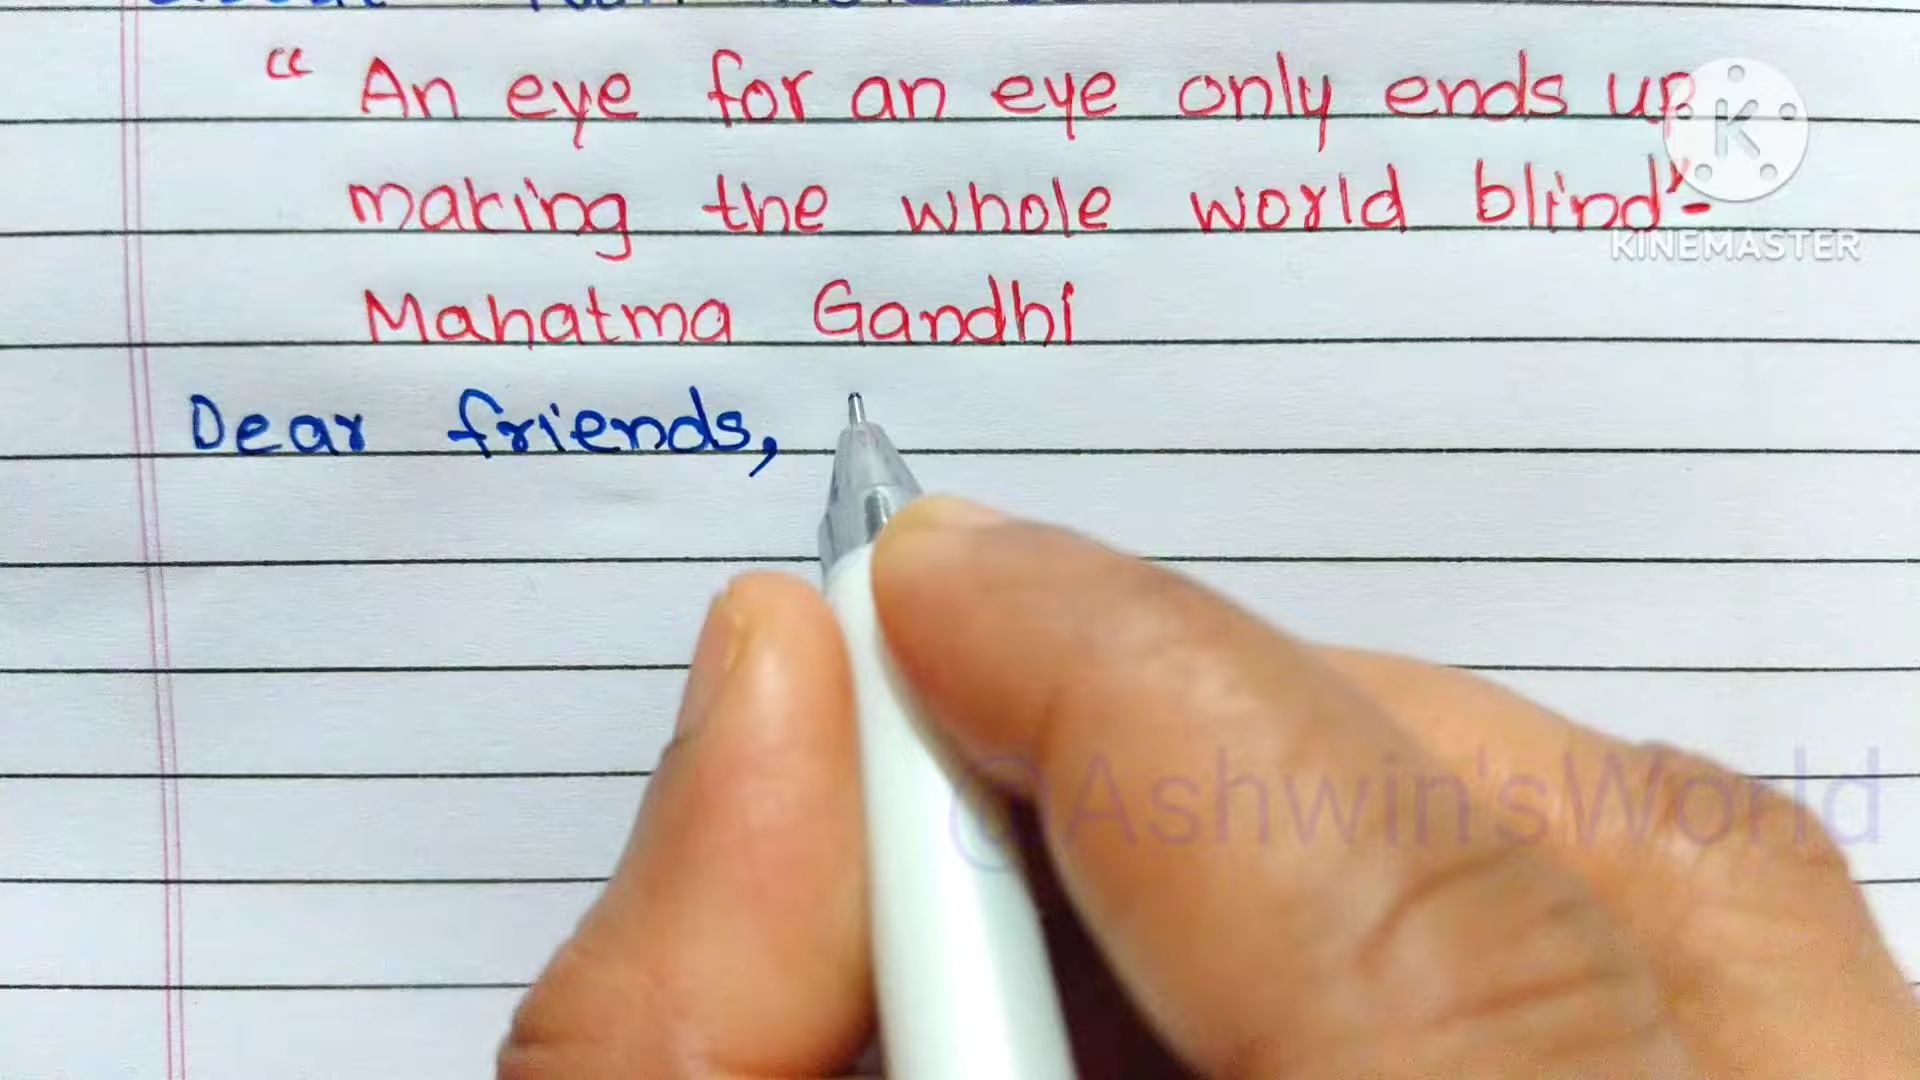 “ An eye for an eye only ends up
making the whole world blind”-
Mahatma Gandhi
Dear friends,
K
KINEMASTER
@Ashwin'sWorld